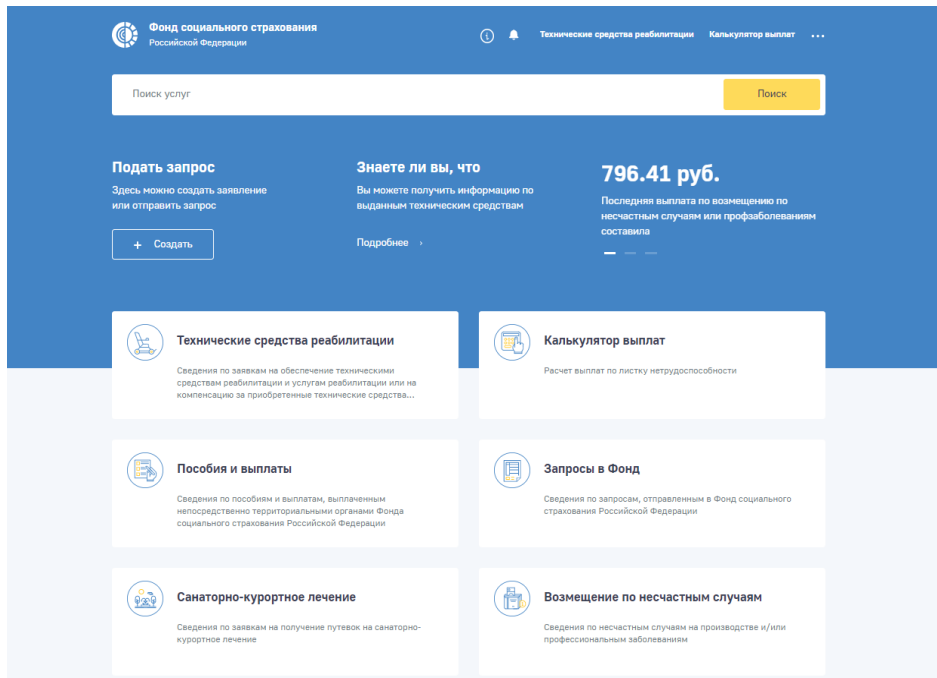 Фонд социального страхования
Российской Федерации
Технические средства реабилитации
Калькулятор выплат
Поиск услуг
Поиск
Подать запрос
Здесь можно создать заявление
или отправить запрос
+ Создать
Знаете ли вы, что
Вы можете получить информацию по
выданным техническим средствам
Подробнее ›
796.41 руб.
Последняя выплата по возмещению по
несчастным случаям или профзаболеваниям
составила
Технические средства реабилитации
Сведения по заявкам на обеспечение техническими
средствам реабилитации и услугам реабилитации или на
компенсацию за приобретенные технические средства...
Калькулятор выплат
Расчет выплат по листку нетрудоспособности
Пособия и выплаты
Сведения по пособиям и выплатам, выплаченным
непосредственно территориальными органами Фонда
социального страхования Российской Федерации
Запросы в Фонд
Сведения по запросам, отправленным в Фонд социального
страхования Российской Федерации
Санаторно-курортное лечение
Сведения по заявкам на получение путевок на санаторно-
курортное лечение
Возмещение по несчастным случаям
Сведения по несчастным случаям на производстве и/или
профессиональным заболеваниям